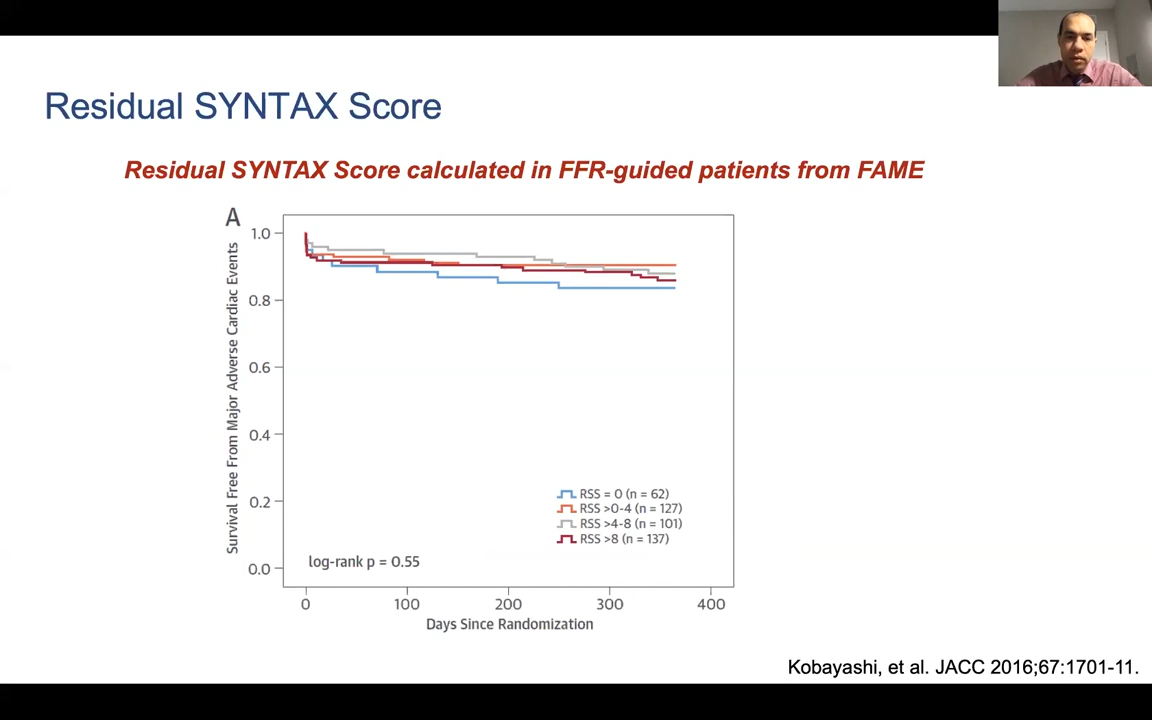 Residual SYNTAX Score
Residual SYNTAX Score calculated in FFR-guided patients from FAME
A
Survival Free From Major Adverse Cardiac Events
1.0
0.8
0.6
0.4
0.2
0.0
RSS = 0 (n = 62)
RSS >0-4 (n = 127)
RSS >4-8 (n = 101)
RSS >8 (n = 137)
log-rank p = 0.55
0 100 200 300 400
Days Since Randomization
Kobayashi, et al. JACC 2016;67:1701-11.